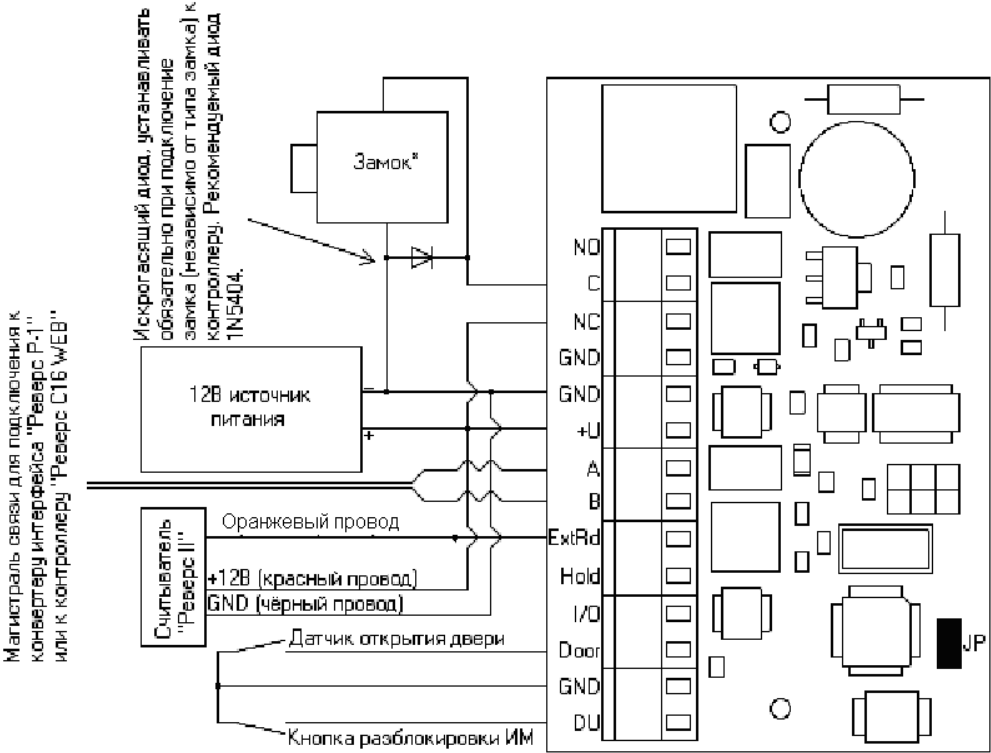 Искрогасящий диод, устанавливать
обязательно при подключение
замка (независимо от типа замка) к
контроллеру. Рекомендуемый диод
1N5404.
Замок*
Магистраль связи для подключения к
конвертеру интерфейса "Реверс Р-1"
или к контроллеру "Реверс С16 WEB"
12В источник
питания
−
+
Считыватель
"Реверс II"
Оранжевый провод
+12В (красный провод)
GND (чёрный провод)
Датчик открытия двери
Кнопка разблокировки ИМ
NO
C
NC
GND
GND
+U
A
B
ExtRd
Hold
I/O
Door
GND
DU
JP